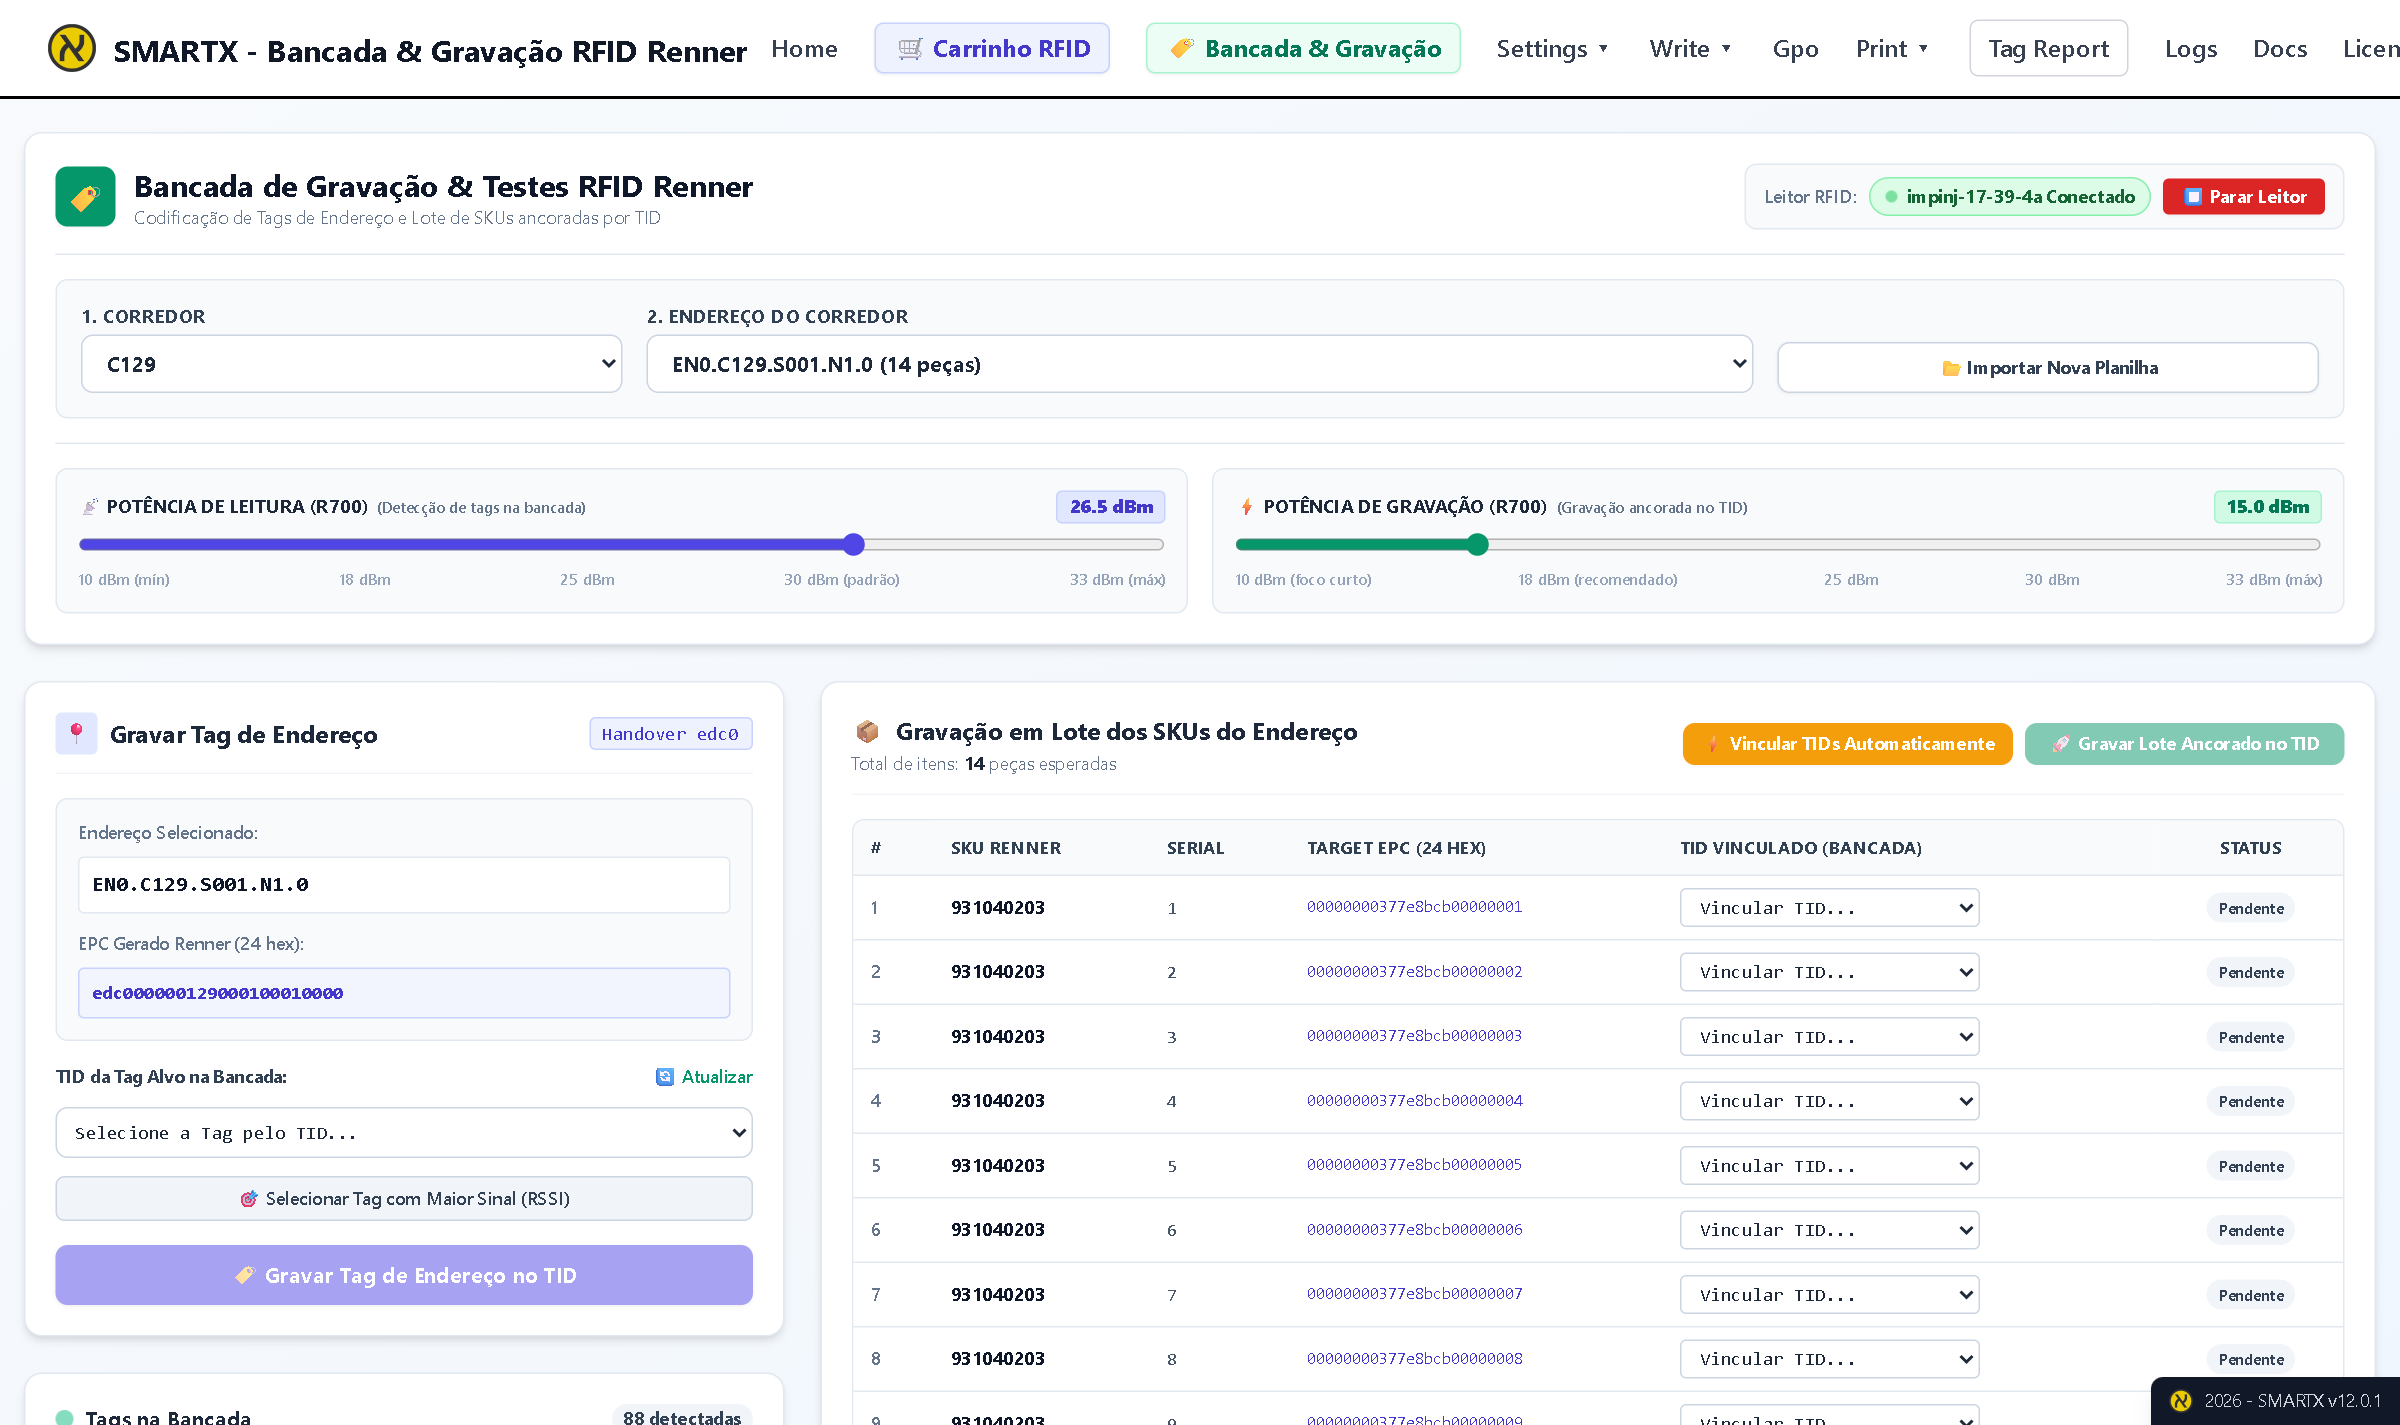 SMARTX - Bancada & Gravação RFID Renner Home Carrinho RFID Bancada & Gravação Settings ▼ Write ▼ Gpo Print ▼ Tag Report Logs Docs Licen
Bancada de Gravação & Testes RFID Renner
Codificação de Tags de Endereço e Lote de SKUs ancoradas por TID
Leitor RFID: impinj-17-39-4a Conectado Parar Leitor
1. CORREDOR
C129
2. ENDEREÇO DO CORREDOR
EN0.C129.S001.N1.0 (14 peças)
Importar Nova Planilha
POTÊNCIA DE LEITURA (R700) (Detecção de tags na bancada) 26.5 dBm
10 dBm (mín) 18 dBm 25 dBm 30 dBm (padrão) 33 dBm (máx)
POTÊNCIA DE GRAVAÇÃO (R700) (Gravação ancorada no TID) 15.0 dBm
10 dBm (foco curto) 18 dBm (recomendado) 25 dBm 30 dBm 33 dBm (máx)
Gravar Tag de Endereço Handover edc0
Endereço Selecionado:
EN0.C129.S001.N1.0
EPC Gerado Renner (24 hex):
edc000000129000100010000
TID da Tag Alvo na Bancada: Atualizar
Selecione a Tag pelo TID...
Selecionar Tag com Maior Sinal (RSSI)
Gravar Tag de Endereço no TID
Tags na Bancada 88 detectadas
Gravação em Lote dos SKUs do Endereço
Total de itens: 14 peças esperadas
Vincular TIDs Automaticamente Gravar Lote Ancorado no TID
# SKU RENNER SERIAL TARGET EPC (24 HEX) TID VINCULADO (BANCADA) STATUS
1 931040203 1 00000000377e8bcb00000001 Vincular TID... Pendente
2 931040203 2 00000000377e8bcb00000002 Vincular TID... Pendente
3 931040203 3 00000000377e8bcb00000003 Vincular TID... Pendente
4 931040203 4 00000000377e8bcb00000004 Vincular TID... Pendente
5 931040203 5 00000000377e8bcb00000005 Vincular TID... Pendente
6 931040203 6 00000000377e8bcb00000006 Vincular TID... Pendente
7 931040203 7 00000000377e8bcb00000007 Vincular TID... Pendente
8 931040203 8 00000000377e8bcb00000008 Vincular TID... Pendente
9 931040203 9 00000000377e8bcb00000009 Vincular TID...
2026 - SMARTX v12.0.1